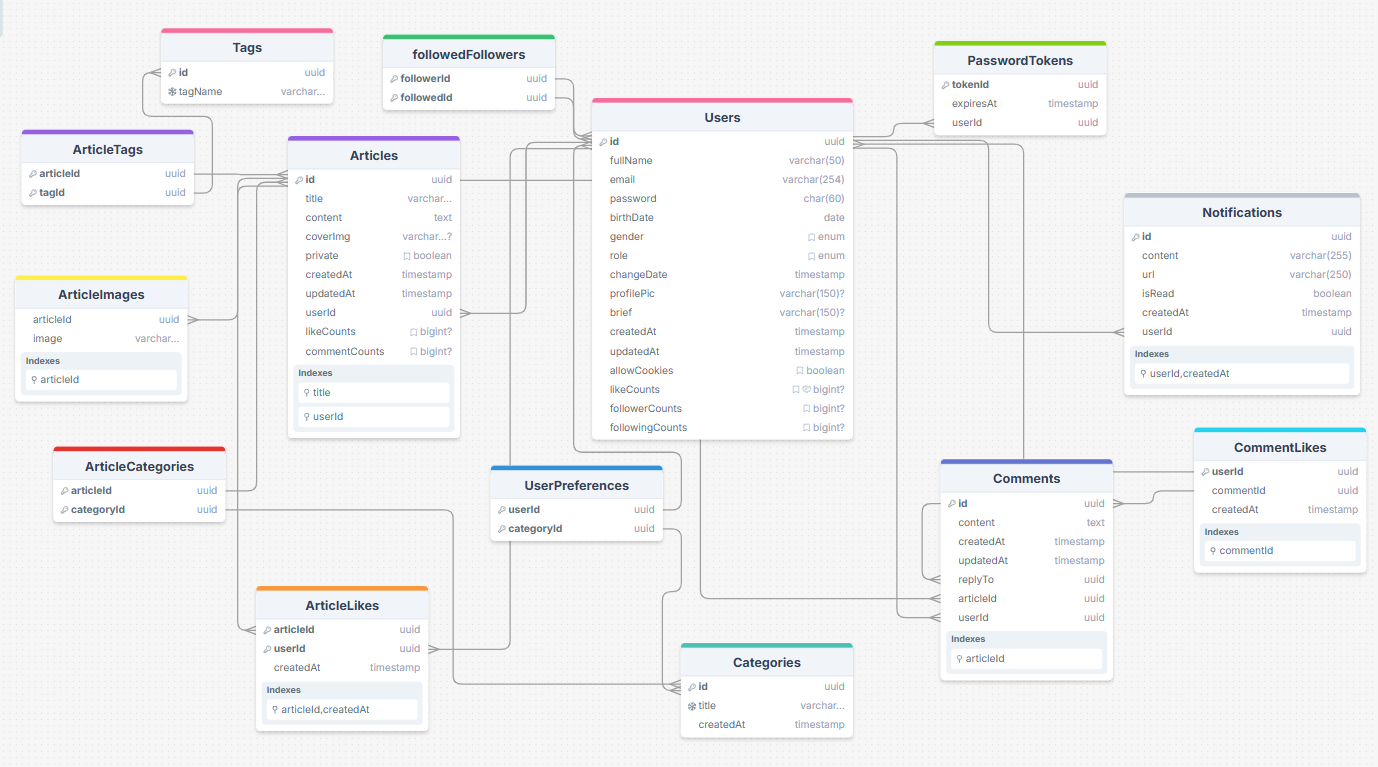 Tags
id uuid
tagName varchar...
followedFollowers
followerId uuid
followedId uuid
PasswordTokens
tokenId uuid
expiresAt timestamp
userId uuid
Users
id uuid
fullName varchar(50)
email varchar(254)
password char(60)
birthDate date
gender enum
role enum
changeDate timestamp
profilePic varchar(150)?
brief varchar(150)?
createdAt timestamp
updatedAt timestamp
allowCookies boolean
likeCounts bigint?
followerCounts bigint?
followingCounts bigint?
ArticleTags
articleId uuid
tagId uuid
Articles
id uuid
title varchar...
content text
coverImg varchar...?
private boolean
createdAt timestamp
updatedAt timestamp
userId uuid
likeCounts bigint?
commentCounts bigint?
Indexes
title
userId
Notifications
id uuid
content varchar(255)
url varchar(250)
isRead boolean
createdAt timestamp
userId uuid
Indexes
userId,createdAt
ArticleImages
articleId uuid
image varchar...
Indexes
articleId
ArticleCategories
articleId uuid
categoryId uuid
UserPreferences
userId uuid
categoryId uuid
Comments
id uuid
content text
createdAt timestamp
updatedAt timestamp
replyTo uuid
articleId uuid
userId uuid
Indexes
articleId
CommentLikes
userId uuid
commentId uuid
createdAt timestamp
Indexes
commentId
ArticleLikes
articleId uuid
userId uuid
createdAt timestamp
Indexes
articleId,createdAt
Categories
id uuid
title varchar...
createdAt timestamp